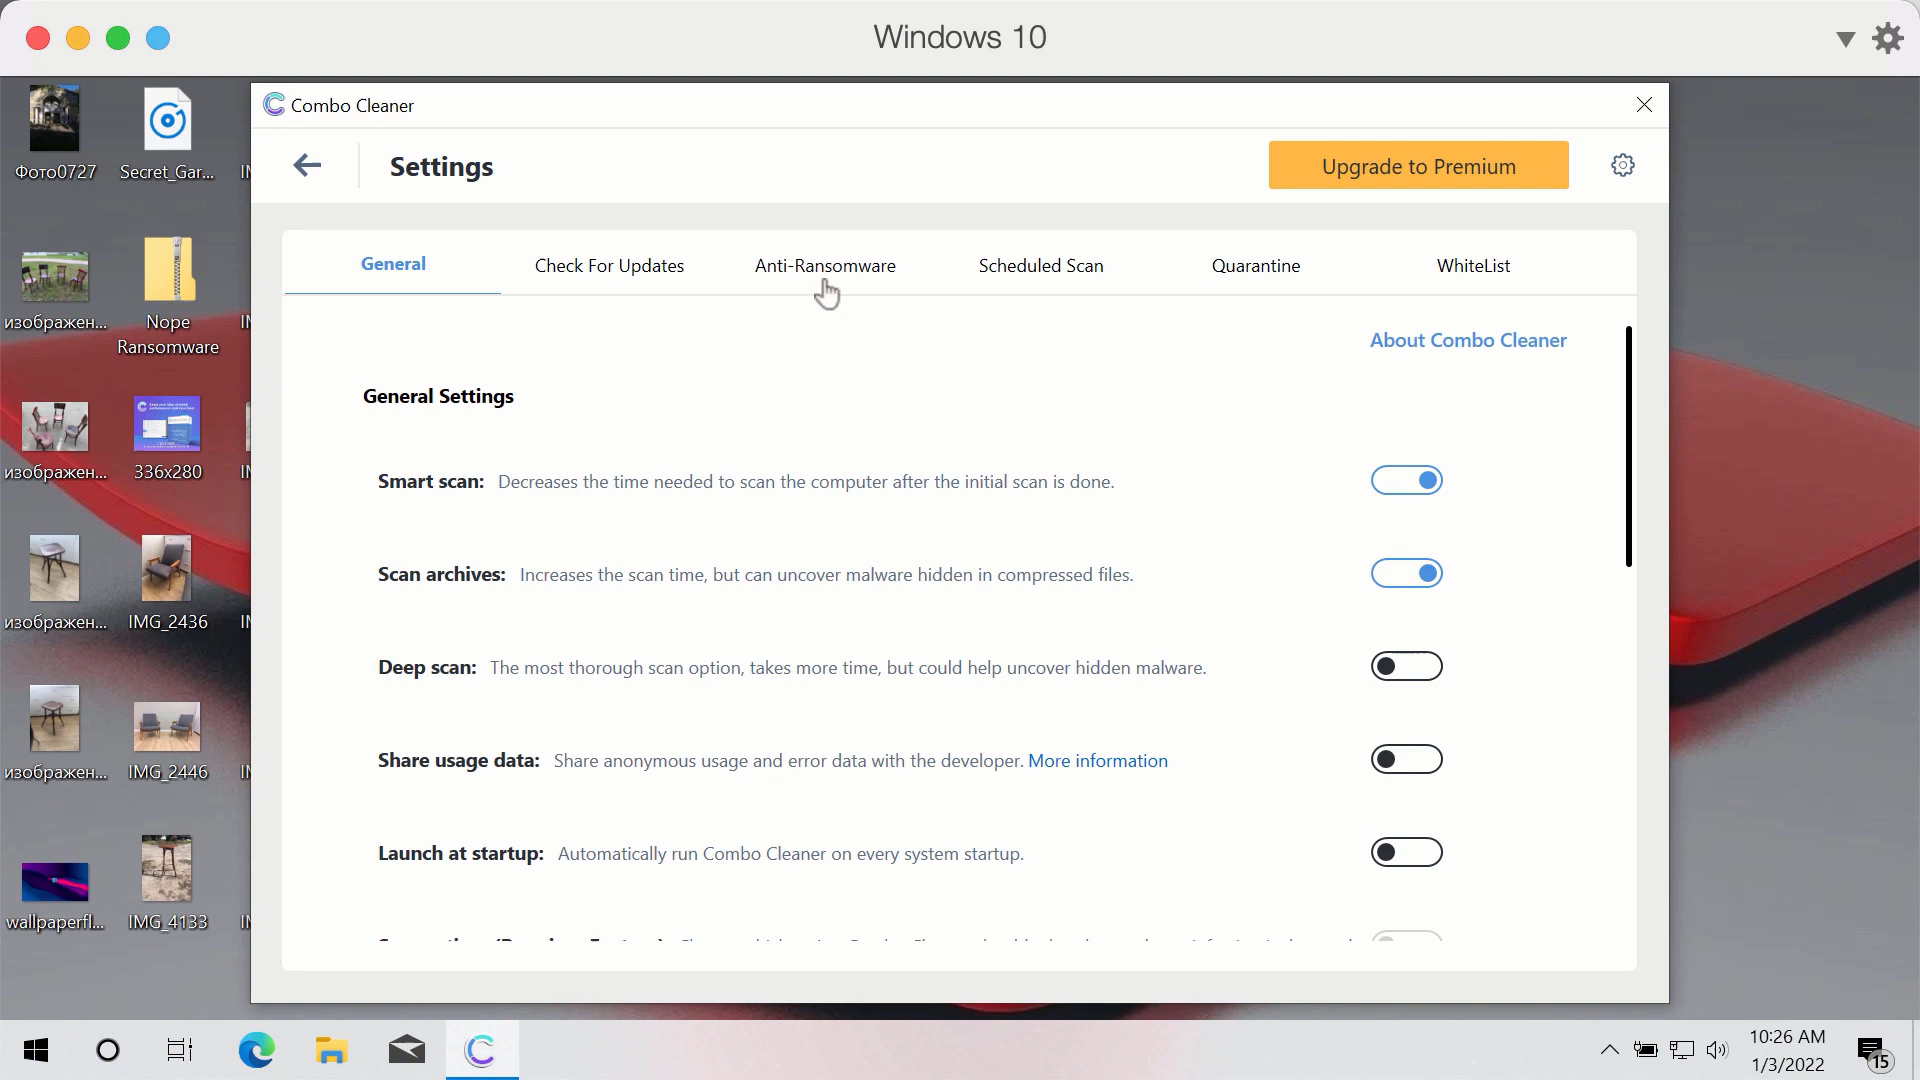 Windows 10
Combo Cleaner
Settings
Upgrade to Premium
General
Check For Updates
Anti-Ransomware
Scheduled Scan
Quarantine
WhiteList
About Combo Cleaner
General Settings
Smart scan: Decreases the time needed to scan the computer after the initial scan is done.
Scan archives: Increases the scan time, but can uncover malware hidden in compressed files.
Deep scan: The most thorough scan option, takes more time, but could help uncover hidden malware.
Share usage data: Share anonymous usage and error data with the developer. More information
Launch at startup: Automatically run Combo Cleaner on every system startup.
Фото0727
Secret_Gar...
изображен...
Nope
Ransomware
изображен...
336x280
изображен...
IMG_2436
изображен...
IMG_2446
wallpaperfl...
IMG_4133
10:26 AM
1/3/2022
15